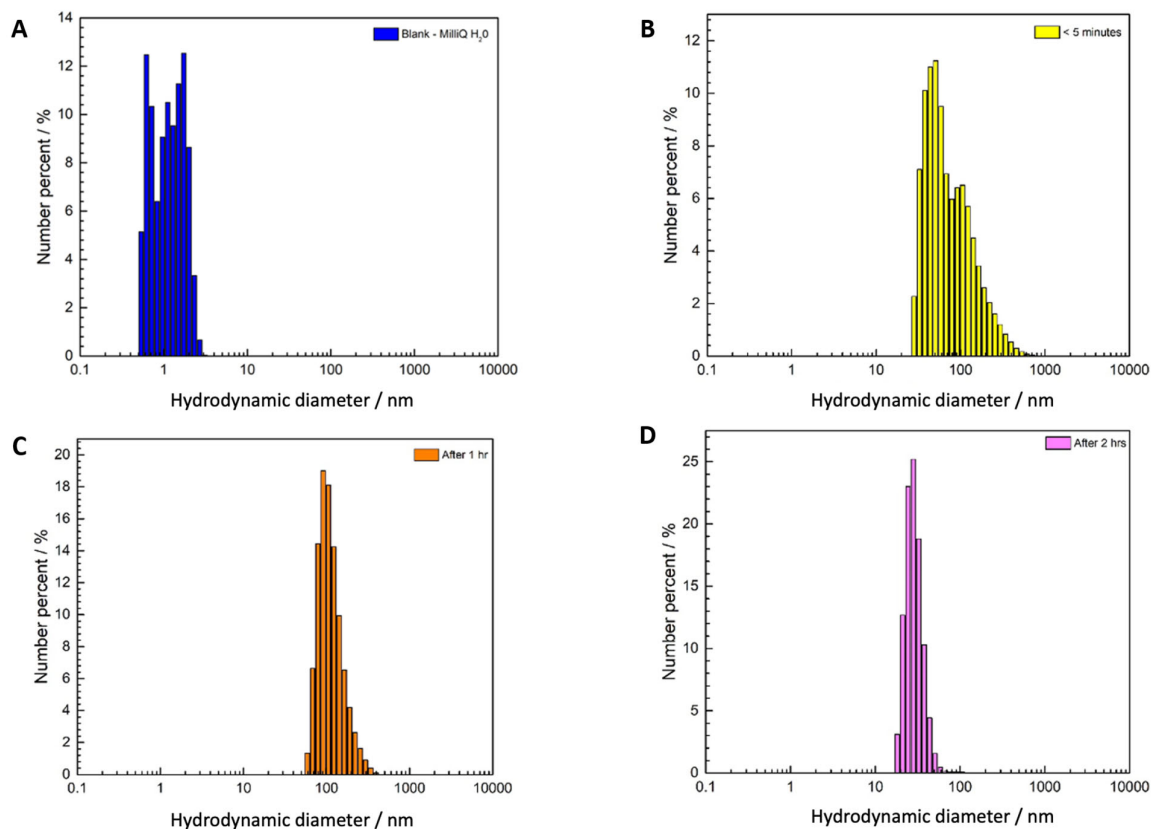 A
Blank - MilliQ H₂0
Number percent / %
14
12
10
8
6
4
2
0
0.1 1 10 100 1000 10000
Hydrodynamic diameter / nm
B
< 5 minutes
Number percent / %
12
10
8
6
4
2
0
0.1 1 10 100 1000 10000
Hydrodynamic diameter / nm
C
After 1 hr
Number percent / %
20
18
16
14
12
10
8
6
4
2
0
0.1 1 10 100 1000 10000
Hydrodynamic diameter / nm
D
After 2 hrs
Number percent / %
25
20
15
10
5
0
0.1 1 10 100 1000 10000
Hydrodynamic diameter / nm